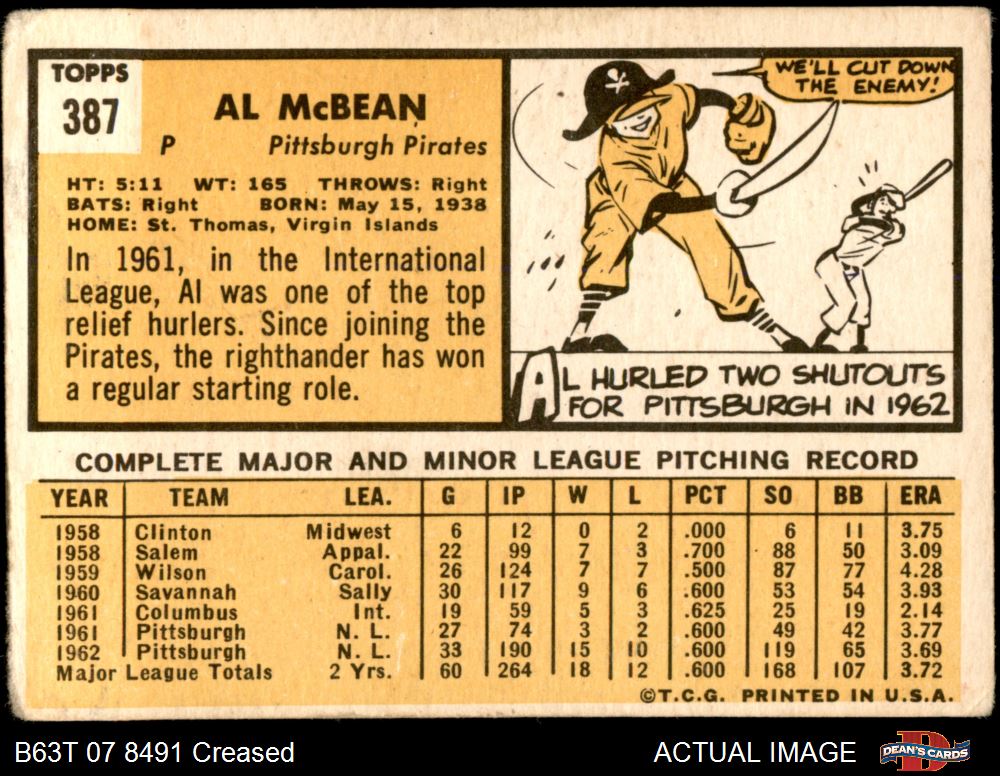 TOPPS
387
AL McBEAN
P Pittsburgh Pirates
HT: 5:11 WT: 165 THROWS: Right
BATS: Right BORN: May 15, 1938
HOME: St. Thomas, Virgin Islands
In 1961, in the International
League, Al was one of the top
relief hurlers. Since joining the
Pirates, the righthander has won
a regular starting role.
WE'LL CUT DOWN
THE ENEMY!
AL HURLED TWO SHUTOUTS
FOR PITTSBURGH IN 1962
COMPLETE MAJOR AND MINOR LEAGUE PITCHING RECORD
YEAR TEAM LEA. G IP W L PCT SO BB ERA
1958 Clinton Midwest 6 12 0 2 .000 6 11 3.75
1958 Salem Appal. 22 99 7 3 .700 88 50 3.09
1959 Wilson Carol. 26 124 7 7 .500 87 77 4.28
1960 Savannah Sally 30 117 9 6 .600 53 54 3.93
1961 Columbus Int. 19 59 5 3 .625 25 19 2.14
1961 Pittsburgh N. L. 27 74 3 2 .600 49 42 3.77
1962 Pittsburgh N. L. 33 190 15 10 .600 119 65 3.69
Major League Totals 2 Yrs. 60 264 18 12 .600 168 107 3.72
©T.C.G. PRINTED IN U.S.A.
B63T 07 8491 Creased
ACTUAL IMAGE
D
DEAN'S CARDS